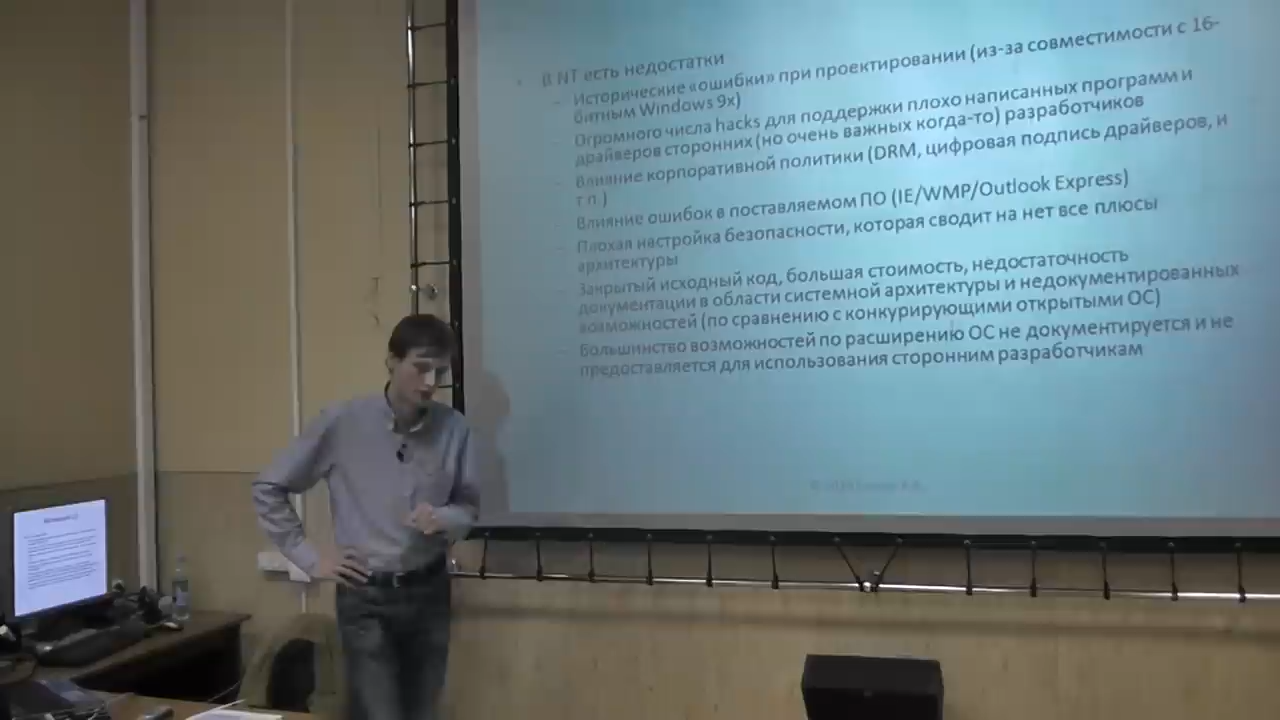 В NT есть недостатки
Исторические «ошибки» при проектировании (из-за совместимости с 16-
битным Windows 9x)
Огромного числа hacks для поддержки плохо написанных программ и
драйверов сторонних (но очень важных когда-то) разработчиков
Влияние корпоративной политики (DRM, цифровая подпись драйверов, и
т.п.)
Влияние ошибок в поставляемом ПО (IE/WMP/Outlook Express)
Плохая настройка безопасности, которая сводит на нет все плюсы
архитектуры
Закрытый исходный код, большая стоимость, недостаточность
документации в области системной архитектуры и недокументированных
возможностей (по сравнению с конкурирующими открытыми ОС)
Большинство возможностей по расширению ОС не документируется и не
предоставляется для использования сторонним разработчикам